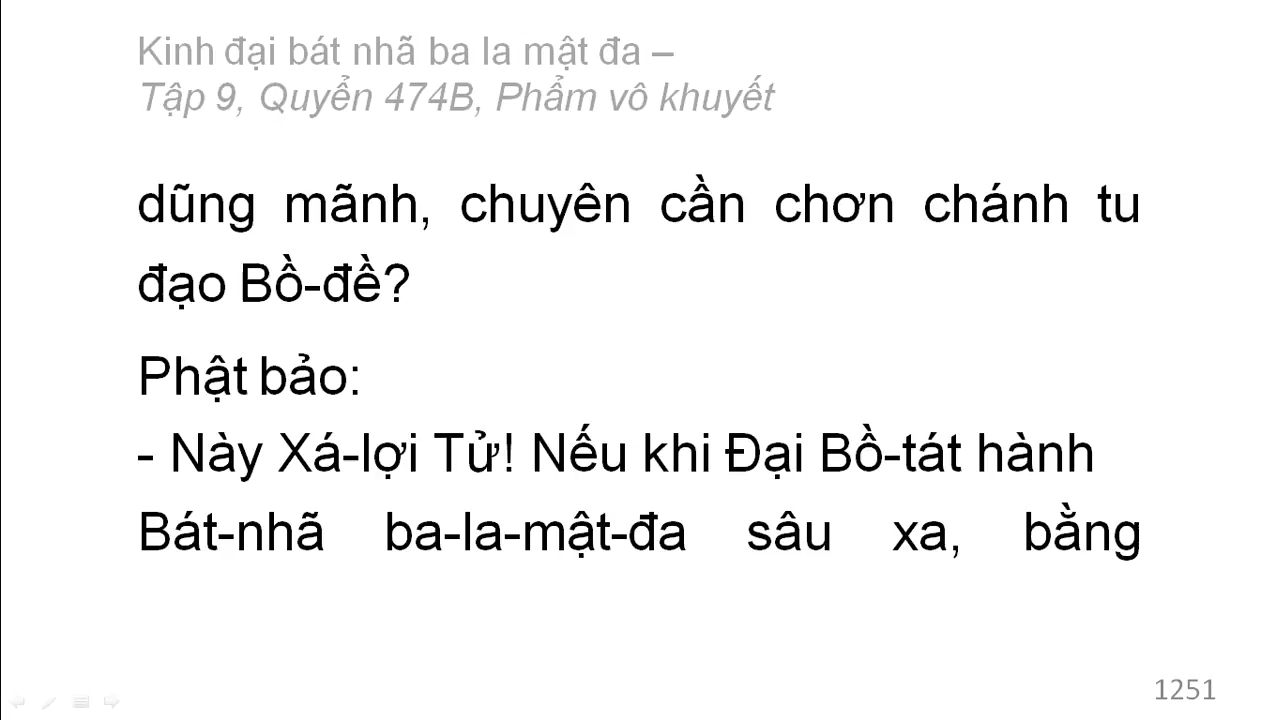 Kinh đại bát nhã ba la mật đa –
Tập 9, Quyển 474B, Phẩm vô khuyết
dũng mãnh, chuyên cần chơn chánh tu
đạo Bồ-đề?
Phật bảo:
- Này Xá-lợi Tử! Nếu khi Đại Bồ-tát hành
Bát-nhã ba-la-mật-đa sâu xa, bằng
1251